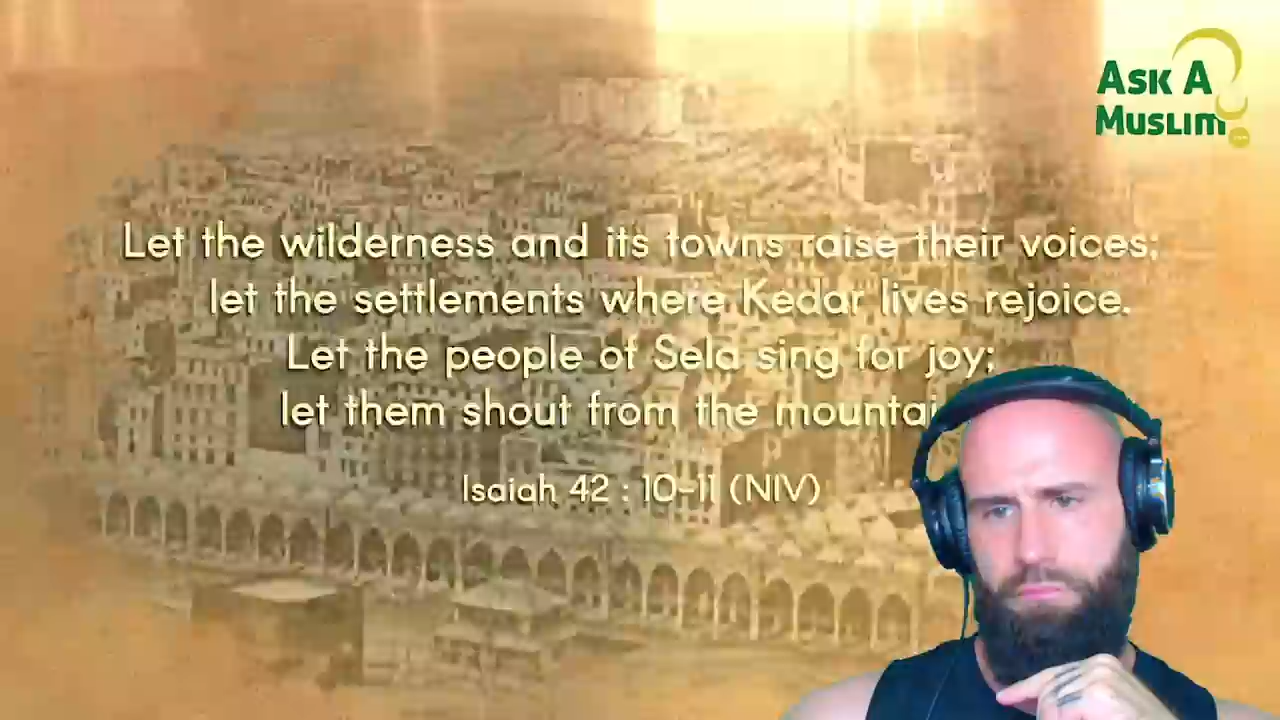 Ask A
Muslim
Let the wilderness and its towns raise their voices;
let the settlements where Kedar lives rejoice.
Let the people of Sela sing for joy;
let them shout from the mountai
Isaiah 42 : 10-11 (NIV)